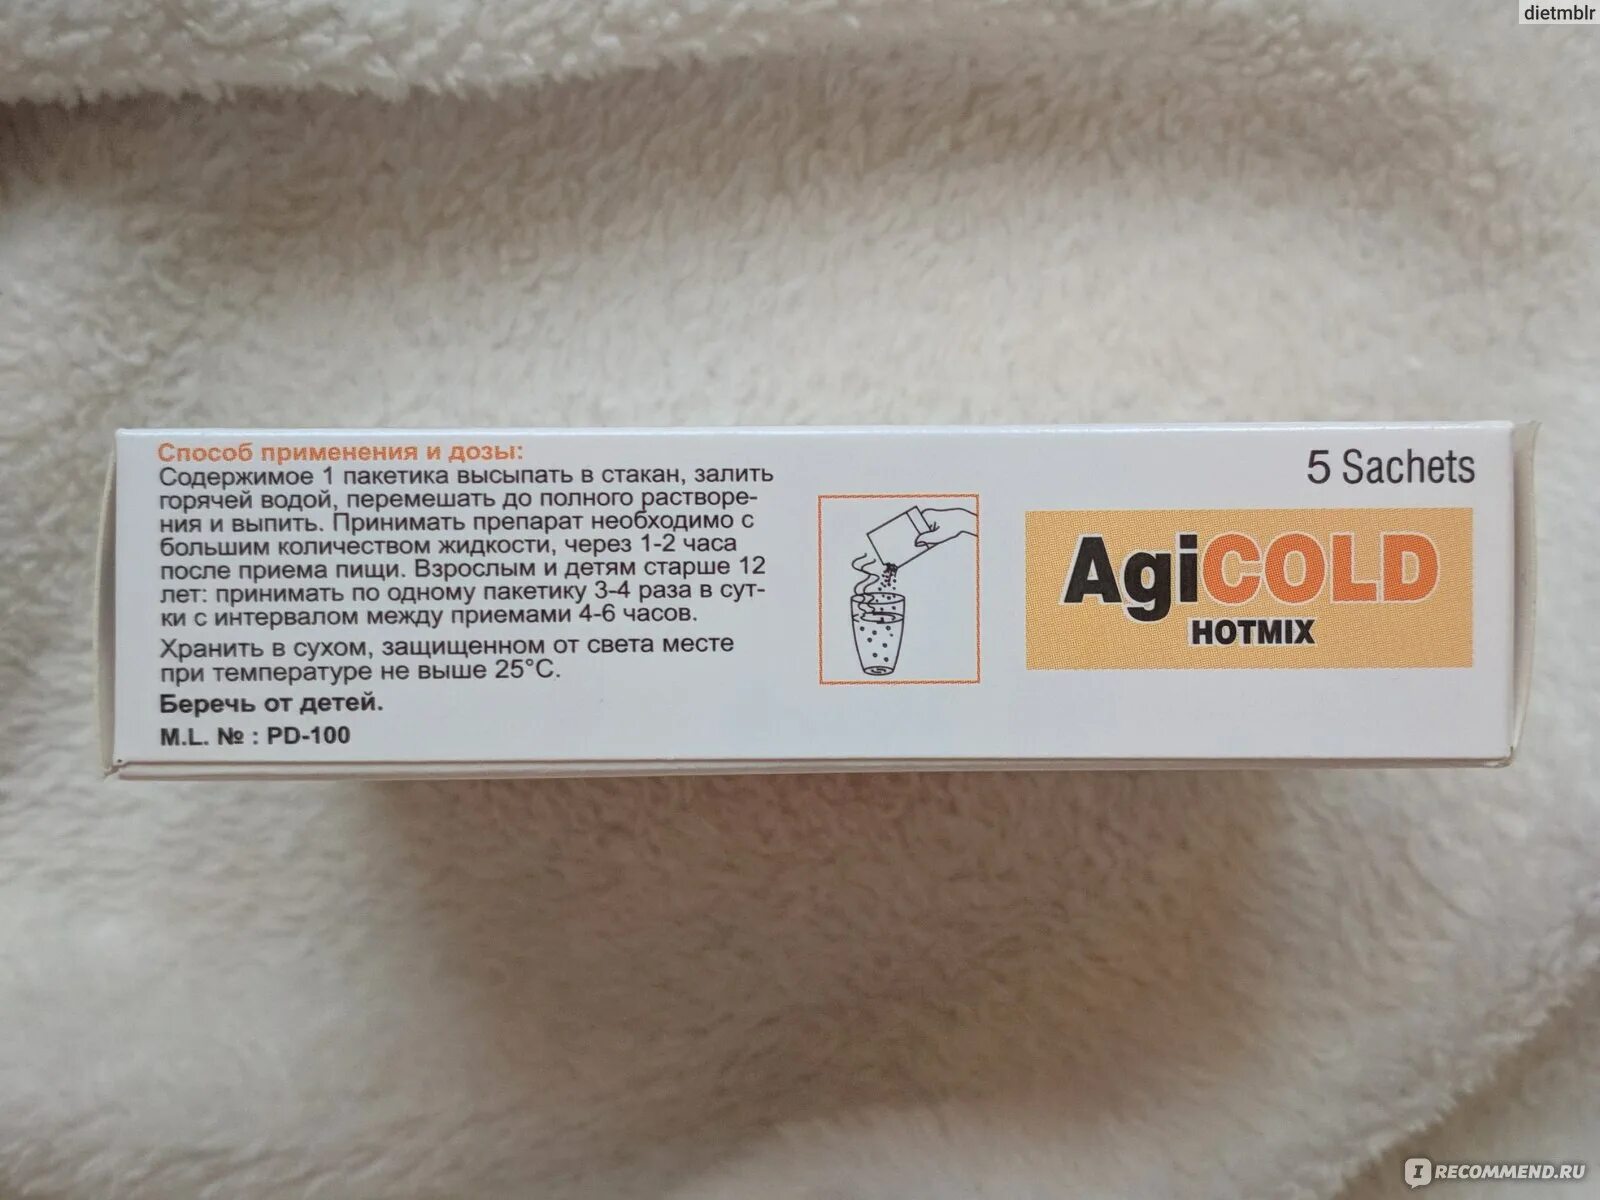 dietmblr
Способ применения и дозы:
Содержимое 1 пакетика высыпать в стакан, залить
горячей водой, перемешать до полного растворе-
ния и выпить. Принимать препарат необходимо с
большим количеством жидкости, через 1-2 часа
после приема пищи. Взрослым и детям старше 12
лет: принимать по одному пакетику 3-4 раза в сут-
ки с интервалом между приемами 4-6 часов.
Хранить в сухом, защищенном от света месте
при температуре не выше 25°C.
Беречь от детей.
M.L. № : PD-100
5 Sachets
AgiCOLD
HOTMIX
IRECOMMEND.RU